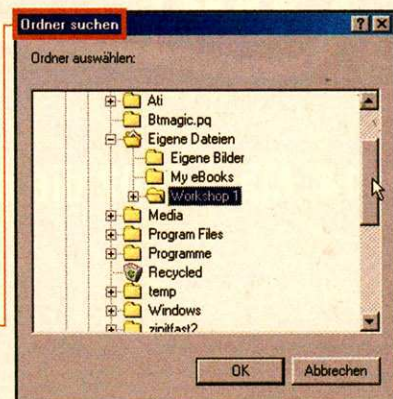 Ordner suchen
Ordner auswählen:
Ati
Btmagic.pq
Eigene Dateien
Eigene Bilder
My eBooks
Workshop 1
Media
Program Files
Programme
Recycled
temp
Windows
zipitfast2
OK
Abbrechen